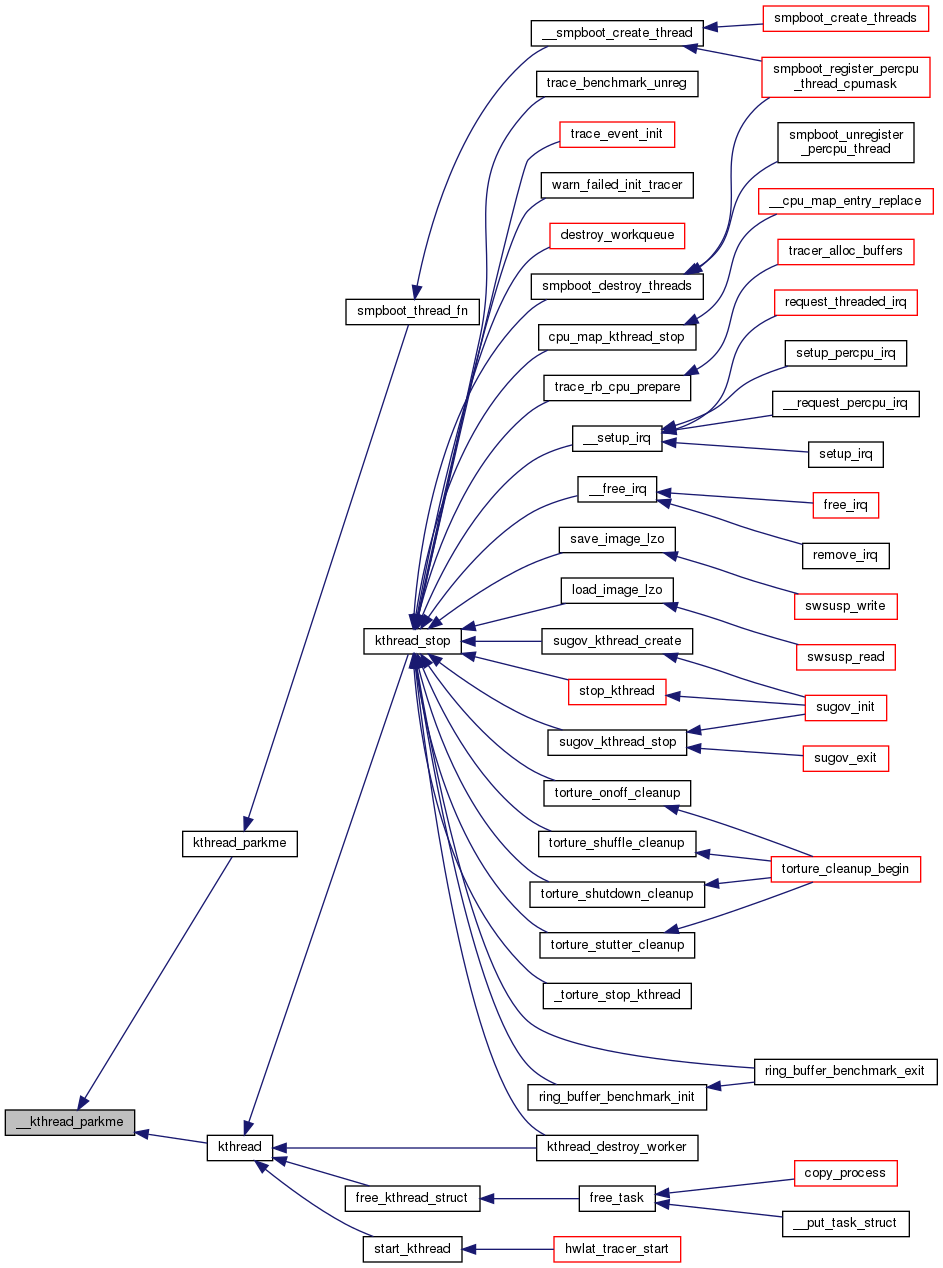 __smpboot_create_thread
smpboot_create_threads
smpboot_register_percpu
_thread_cpumask
trace_benchmark_unreg
trace_event_init
smpboot_unregister
_percpu_thread
warn_failed_init_tracer
__cpu_map_entry_replace
destroy_workqueue
tracer_alloc_buffers
smpboot_destroy_threads
request_threaded_irq
smpboot_thread_fn
cpu_map_kthread_stop
setup_percpu_irq
trace_rb_cpu_prepare
__request_percpu_irq
__setup_irq
setup_irq
__free_irq
free_irq
save_image_lzo
remove_irq
load_image_lzo
swsusp_write
kthread_stop
sugov_kthread_create
swsusp_read
stop_kthread
sugov_init
sugov_kthread_stop
sugov_exit
torture_onoff_cleanup
kthread_parkme
torture_shuffle_cleanup
torture_cleanup_begin
torture_shutdown_cleanup
torture_stutter_cleanup
_torture_stop_kthread
ring_buffer_benchmark_exit
ring_buffer_benchmark_init
__kthread_parkme
kthread
kthread_destroy_worker
copy_process
free_kthread_struct
free_task
__put_task_struct
start_kthread
hwlat_tracer_start